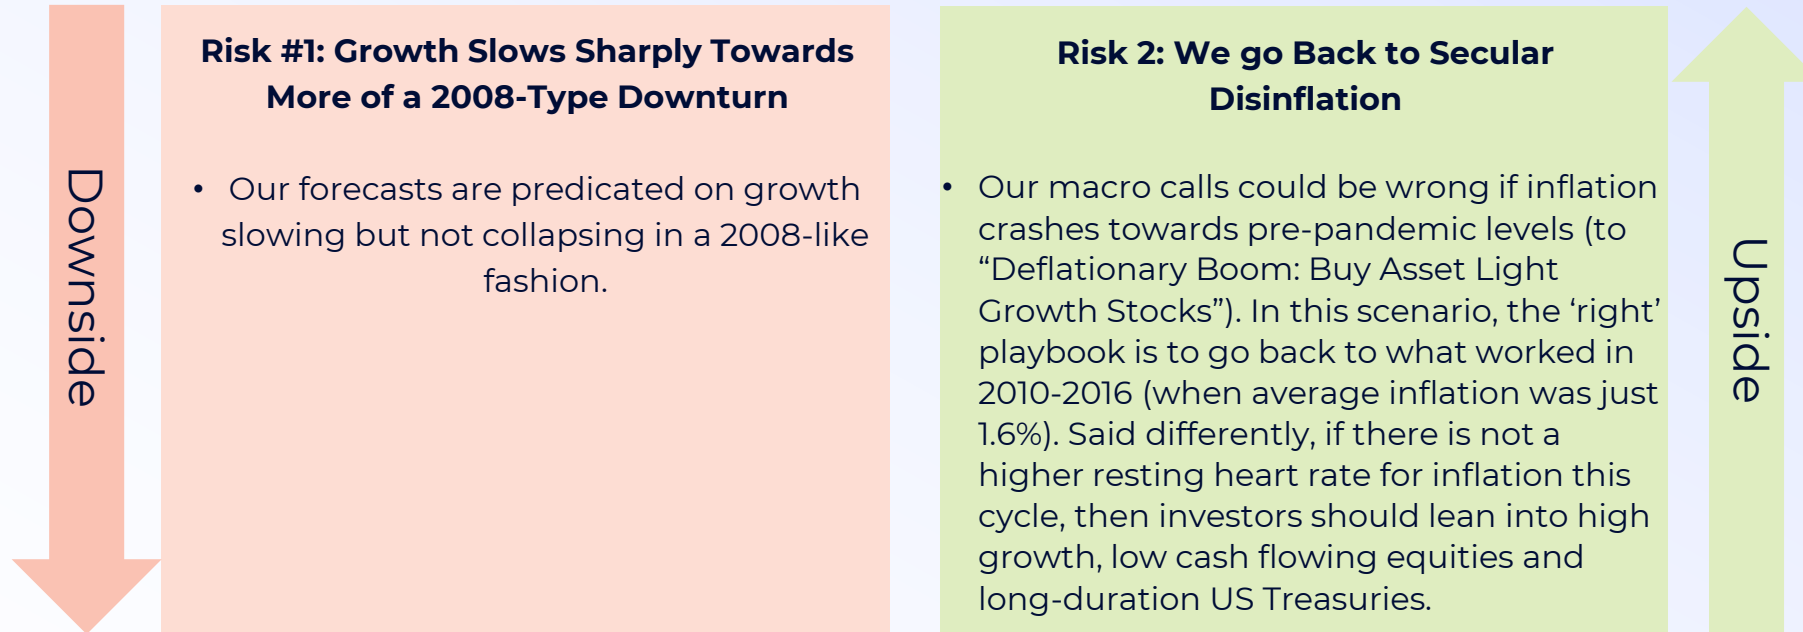 Downside
Risk #1: Growth Slows Sharply Towards
More of a 2008-Type Downturn
• Our forecasts are predicated on growth
slowing but not collapsing in a 2008-like
fashion.
Risk 2: We go Back to Secular
Disinflation
• Our macro calls could be wrong if inflation
crashes towards pre-pandemic levels (to
“Deflationary Boom: Buy Asset Light
Growth Stocks”). In this scenario, the ‘right’
playbook is to go back to what worked in
2010-2016 (when average inflation was just
1.6%). Said differently, if there is not a
higher resting heart rate for inflation this
cycle, then investors should lean into high
growth, low cash flowing equities and
long-duration US Treasuries.
Upside